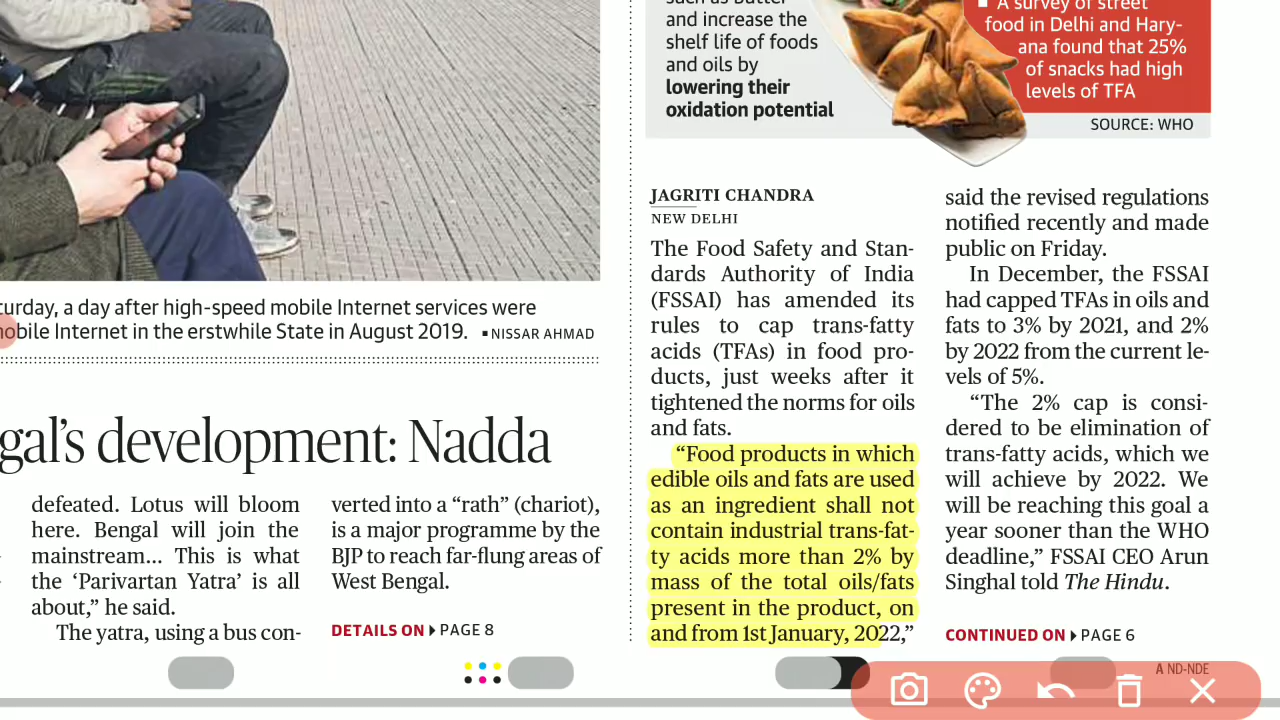 turday, a day after high-speed mobile Internet services were
mobile Internet in the erstwhile State in August 2019. ▪ NISSAR AHMAD
gal's development: Nadda
defeated. Lotus will bloom
here. Bengal will join the
mainstream... This is what
the ‘Parivartan Yatra’ is all
about,” he said.
The yatra, using a bus con-
verted into a “rath” (chariot),
is a major programme by the
BJP to reach far-flung areas of
West Bengal.
DETAILS ON ▶ PAGE 8
such as butter
and increase the
shelf life of foods
and oils by
lowering their
oxidation potential
■ A survey of street
food in Delhi and Hary-
ana found that 25%
of snacks had high
levels of TFA
SOURCE: WHO
JAGRITI CHANDRA
NEW DELHI
The Food Safety and Stan-
dards Authority of India
(FSSAI) has amended its
rules to cap trans-fatty
acids (TFAs) in food pro-
ducts, just weeks after it
tightened the norms for oils
and fats.
“Food products in which
edible oils and fats are used
as an ingredient shall not
contain industrial trans-fat-
ty acids more than 2% by
mass of the total oils/fats
present in the product, on
and from 1st January, 2022,”
said the revised regulations
notified recently and made
public on Friday.
In December, the FSSAI
had capped TFAs in oils and
fats to 3% by 2021, and 2%
by 2022 from the current le-
vels of 5%.
“The 2% cap is consi-
dered to be elimination of
trans-fatty acids, which we
will achieve by 2022. We
will be reaching this goal a
year sooner than the WHO
deadline,” FSSAI CEO Arun
Singhal told The Hindu.
CONTINUED ON ▶ PAGE 6
A ND-NDE